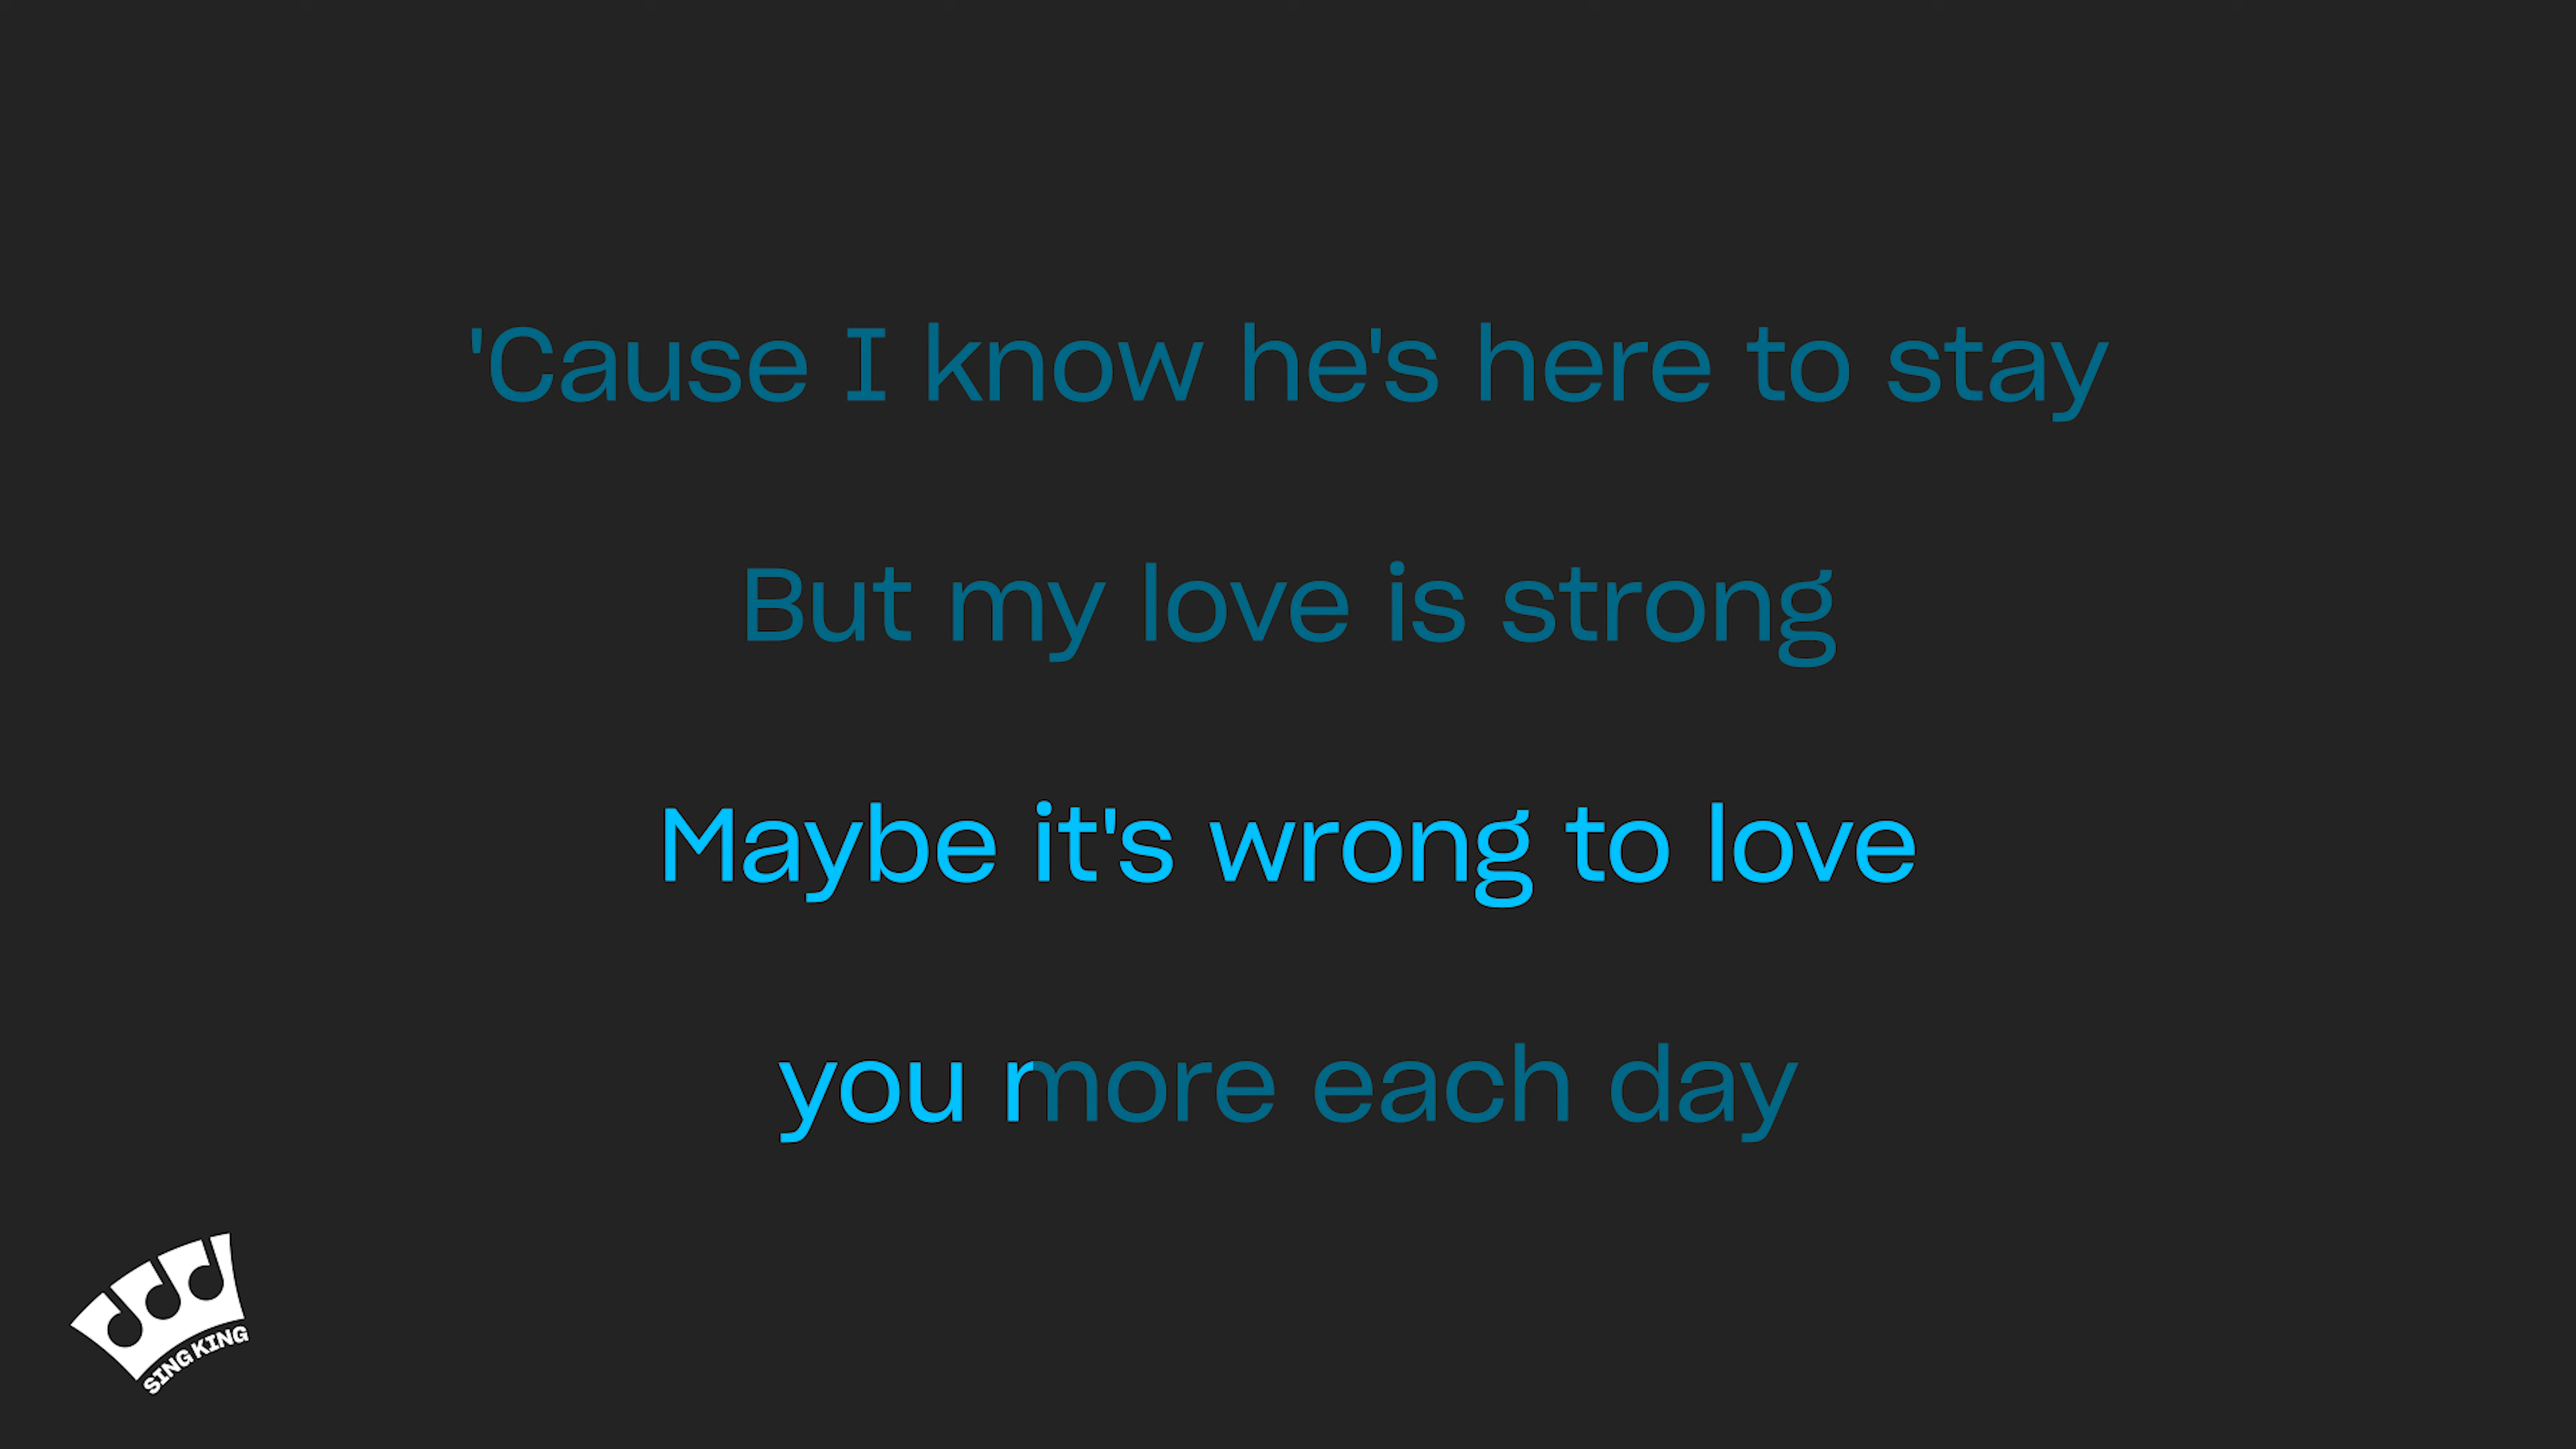 'Cause I know he's here to stay
But my love is strong
Maybe it's wrong to love
you more each day
SING KING